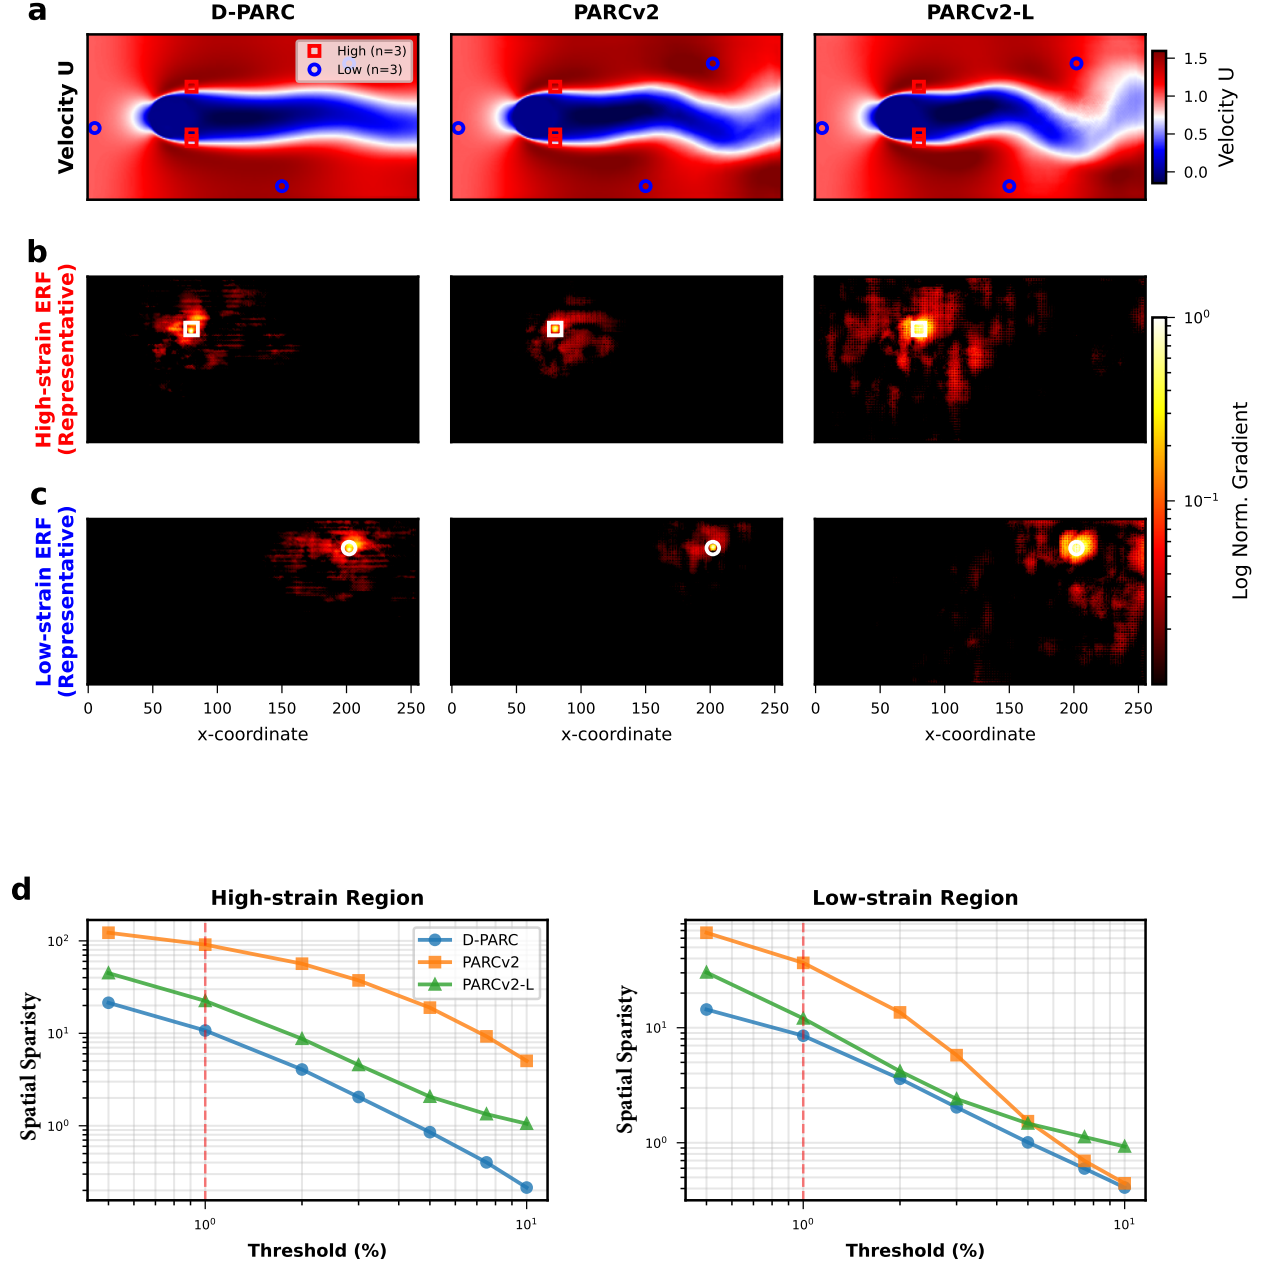 a
D-PARC
PARCv2
PARCv2-L
Velocity U
High (n=3)
Low (n=3)
1.5
1.0
0.5
0.0
Velocity U
b
High-strain ERF
(Representative)
10⁰
10⁻¹
Log Norm. Gradient
c
Low-strain ERF
(Representative)
0 50 100 150 200 250
0 50 100 150 200 250
0 50 100 150 200 250
x-coordinate
x-coordinate
x-coordinate
d
High-strain Region
Low-strain Region
D-PARC
PARCv2
PARCv2-L
Spatial Sparisty
10²
10¹
10⁰
10⁰ 10¹
Threshold (%)
Spatial Sparisty
10¹
10⁰
10⁰ 10¹
Threshold (%)